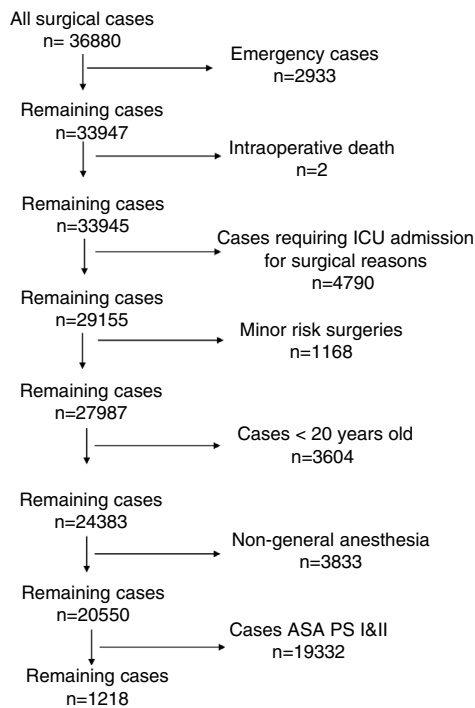 All surgical cases
n= 36880
Emergency cases
n=2933
Remaining cases
n=33947
Intraoperative death
n=2
Remaining cases
n=33945
Cases requiring ICU admission
for surgical reasons
n=4790
Remaining cases
n=29155
Minor risk surgeries
n=1168
Remaining cases
n=27987
Cases < 20 years old
n=3604
Remaining cases
n=24383
Non-general anesthesia
n=3833
Remaining cases
n=20550
Cases ASA PS I&II
n=19332
Remaining cases
n=1218